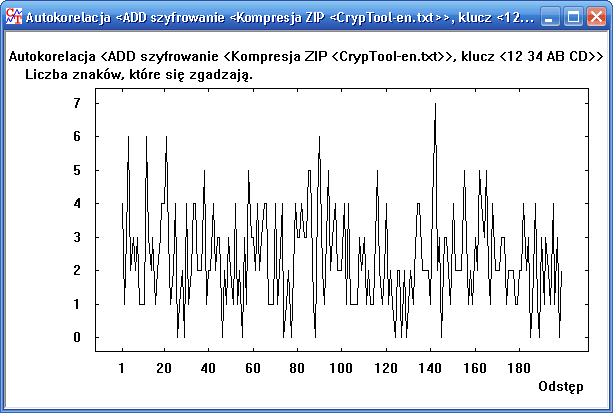 Autokorelacja <ADD szyfrowanie <Kompresja ZIP <CrypTool-en.txt>>, klucz <12...
Autokorelacja <ADD szyfrowanie <Kompresja ZIP <CrypTool-en.txt>>, klucz <12 34 AB CD>>
Liczba znaków, które się zgadzają.
7
6
5
4
3
2
1
0
1 20 40 60 80 100 120 140 160 180
Odstęp